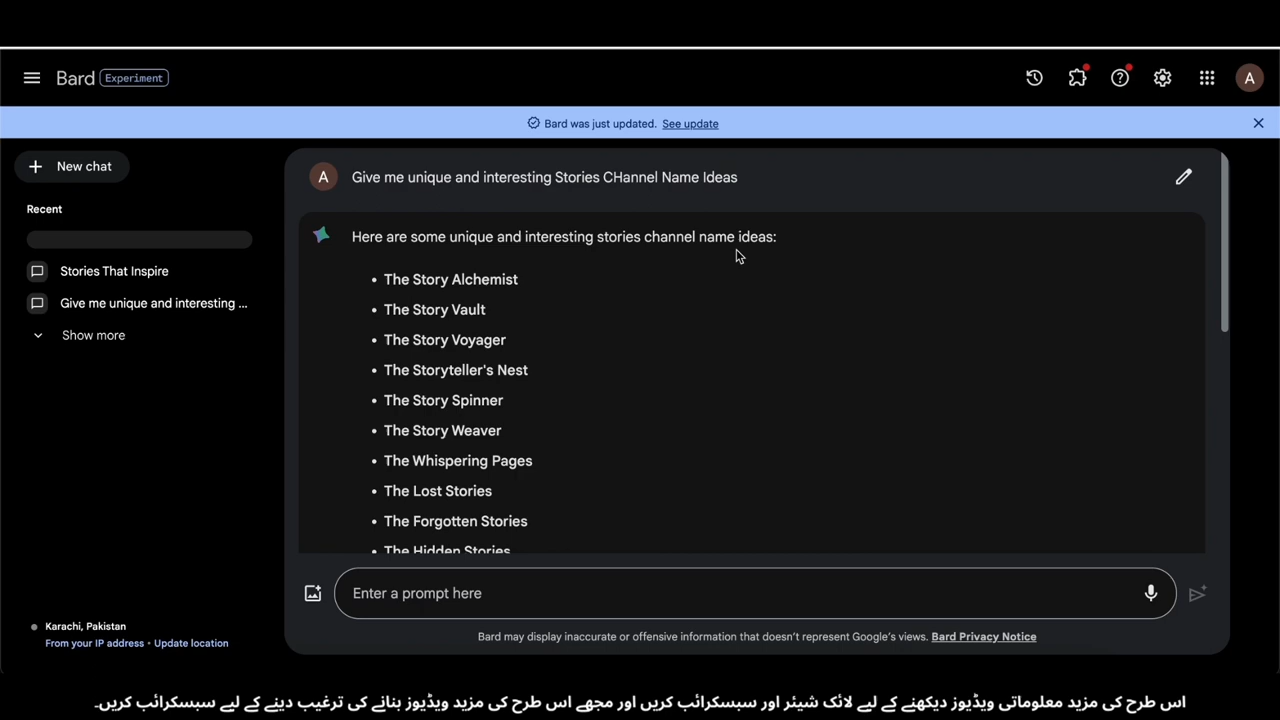 Bard Experiment
A
Bard was just updated. See update
New chat
Recent
Stories That Inspire
Give me unique and interesting ...
Show more
A Give me unique and interesting Stories CHannel Name Ideas
Here are some unique and interesting stories channel name ideas:
• The Story Alchemist
• The Story Vault
• The Story Voyager
• The Storyteller's Nest
• The Story Spinner
• The Story Weaver
• The Whispering Pages
• The Lost Stories
• The Forgotten Stories
• The Hidden Stories
Enter a prompt here
Karachi, Pakistan
From your IP address • Update location
Bard may display inaccurate or offensive information that doesn't represent Google's views. Bard Privacy Notice
اس طرح کی مزید معلوماتی ویڈیوز دیکھنے کے لیے لائک شیئر اور سبسکرائب کریں اور مجھے اس طرح کی مزید ویڈیوز بنانے کی ترغیب دینے کے لیے سبسکرائب کریں۔